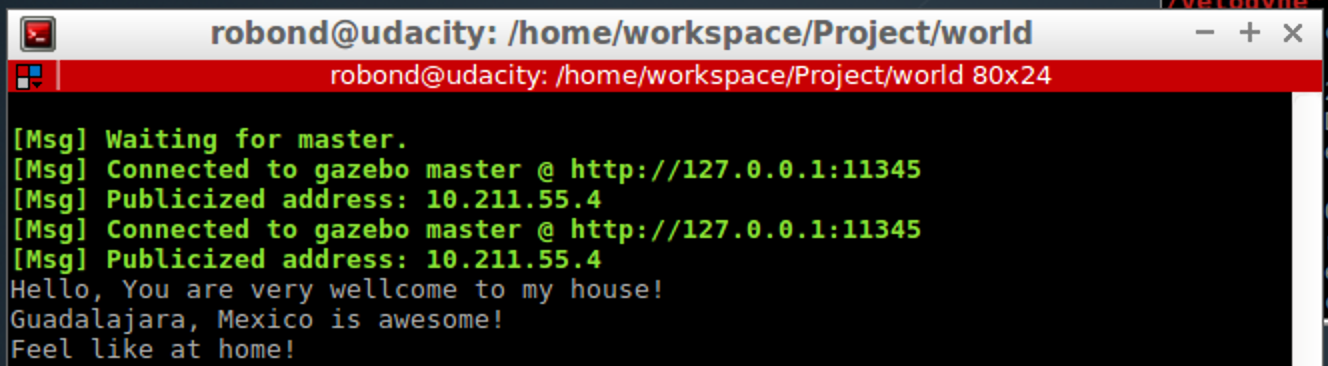 /velodyne
robond@udacity: /home/workspace/Project/world
robond@udacity: /home/workspace/Project/world 80x24
[Msg] Waiting for master.
[Msg] Connected to gazebo master @ http://127.0.0.1:11345
[Msg] Publicized address: 10.211.55.4
[Msg] Connected to gazebo master @ http://127.0.0.1:11345
[Msg] Publicized address: 10.211.55.4
Hello, You are very wellcome to my house!
Guadalajara, Mexico is awesome!
Feel like at home!